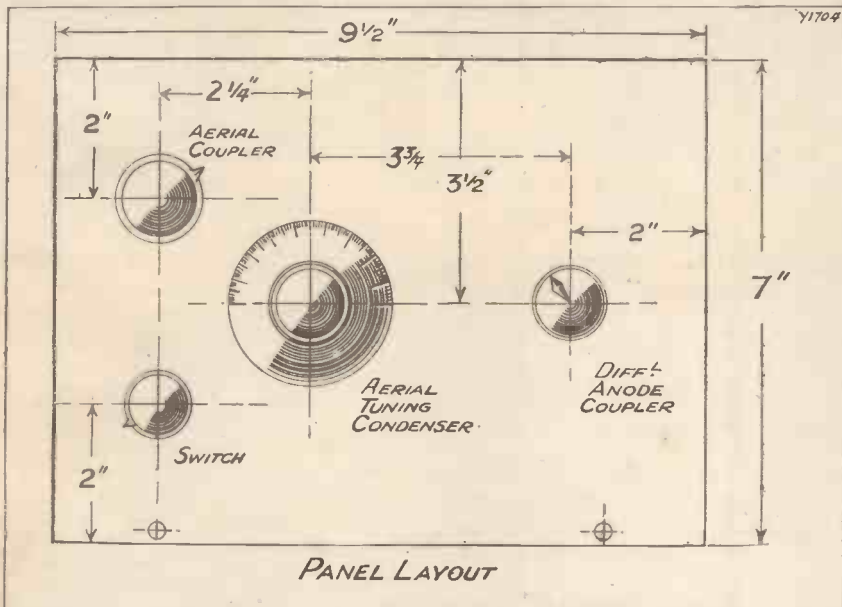 Y1704
9½"
2¼"
2"
AERIAL
COUPLER
3¾
3½"
2"
7"
DIFFL
ANODE
COUPLER
AERIAL
TUNING
CONDENSER
SWITCH
2"
PANEL LAYOUT